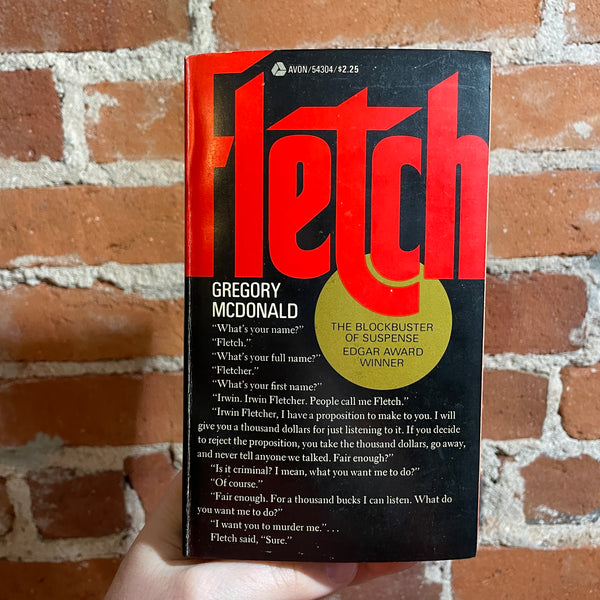 AVON/54304/$2.25
Fletch
GREGORY
MCDONALD
THE BLOCKBUSTER
OF SUSPENSE
EDGAR AWARD
WINNER
“What's your name?”
“Fletch.”
“What's your full name?”
“Fletcher.”
“What's your first name?”
“Irwin. Irwin Fletcher. People call me Fletch.”
“Irwin Fletcher, I have a proposition to make to you. I will
give you a thousand dollars for just listening to it. If you decide
to reject the proposition, you take the thousand dollars, go away,
and never tell anyone we talked. Fair enough?”
“Is it criminal? I mean, what you want me to do?”
“Of course.”
“Fair enough. For a thousand bucks I can listen. What do
you want me to do?”
“I want you to murder me.”. . .
Fletch said, “Sure.”